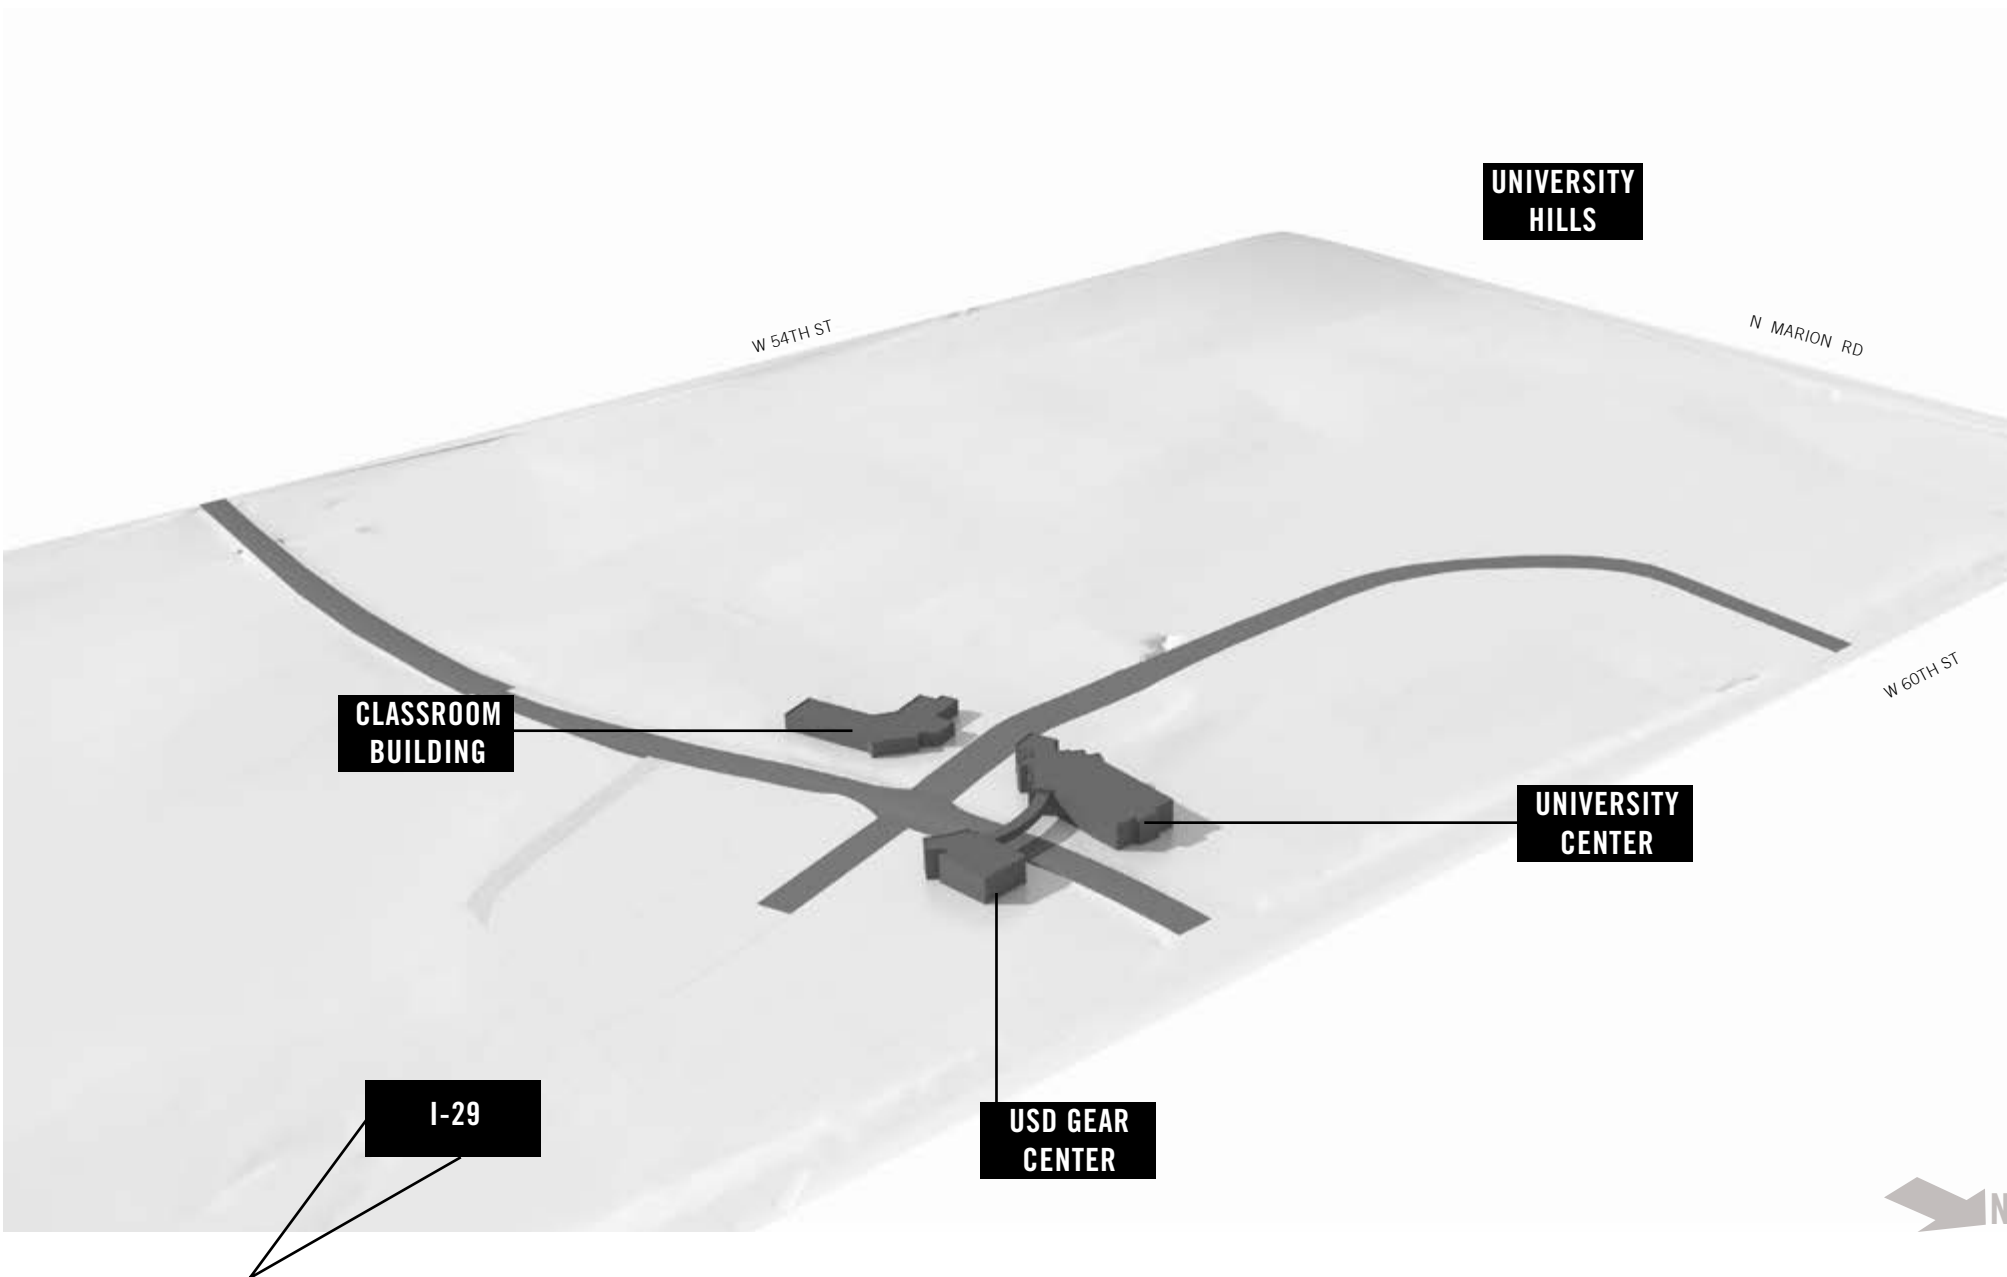 UNIVERSITY
HILLS
W 54TH ST
N MARION RD
W 60TH ST
CLASSROOM
BUILDING
UNIVERSITY
CENTER
I-29
USD GEAR
CENTER
N